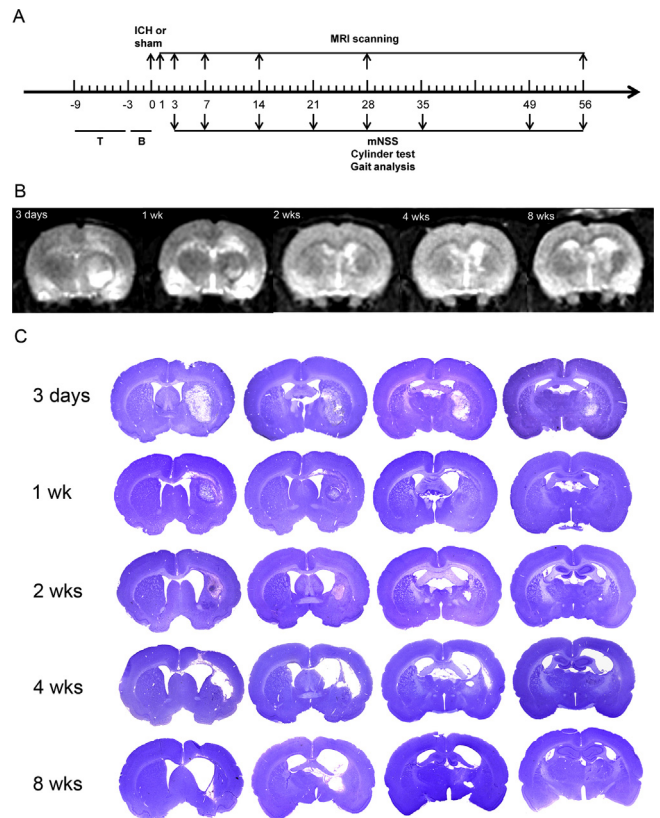 A
ICH or
sham
MRI scanning
-9 -3 0 1 3 7 14 21 28 35 49 56
T B mNSS
Cylinder test
Gait analysis
B
3 days 1 wk 2 wks 4 wks 8 wks
C
3 days
1 wk
2 wks
4 wks
8 wks